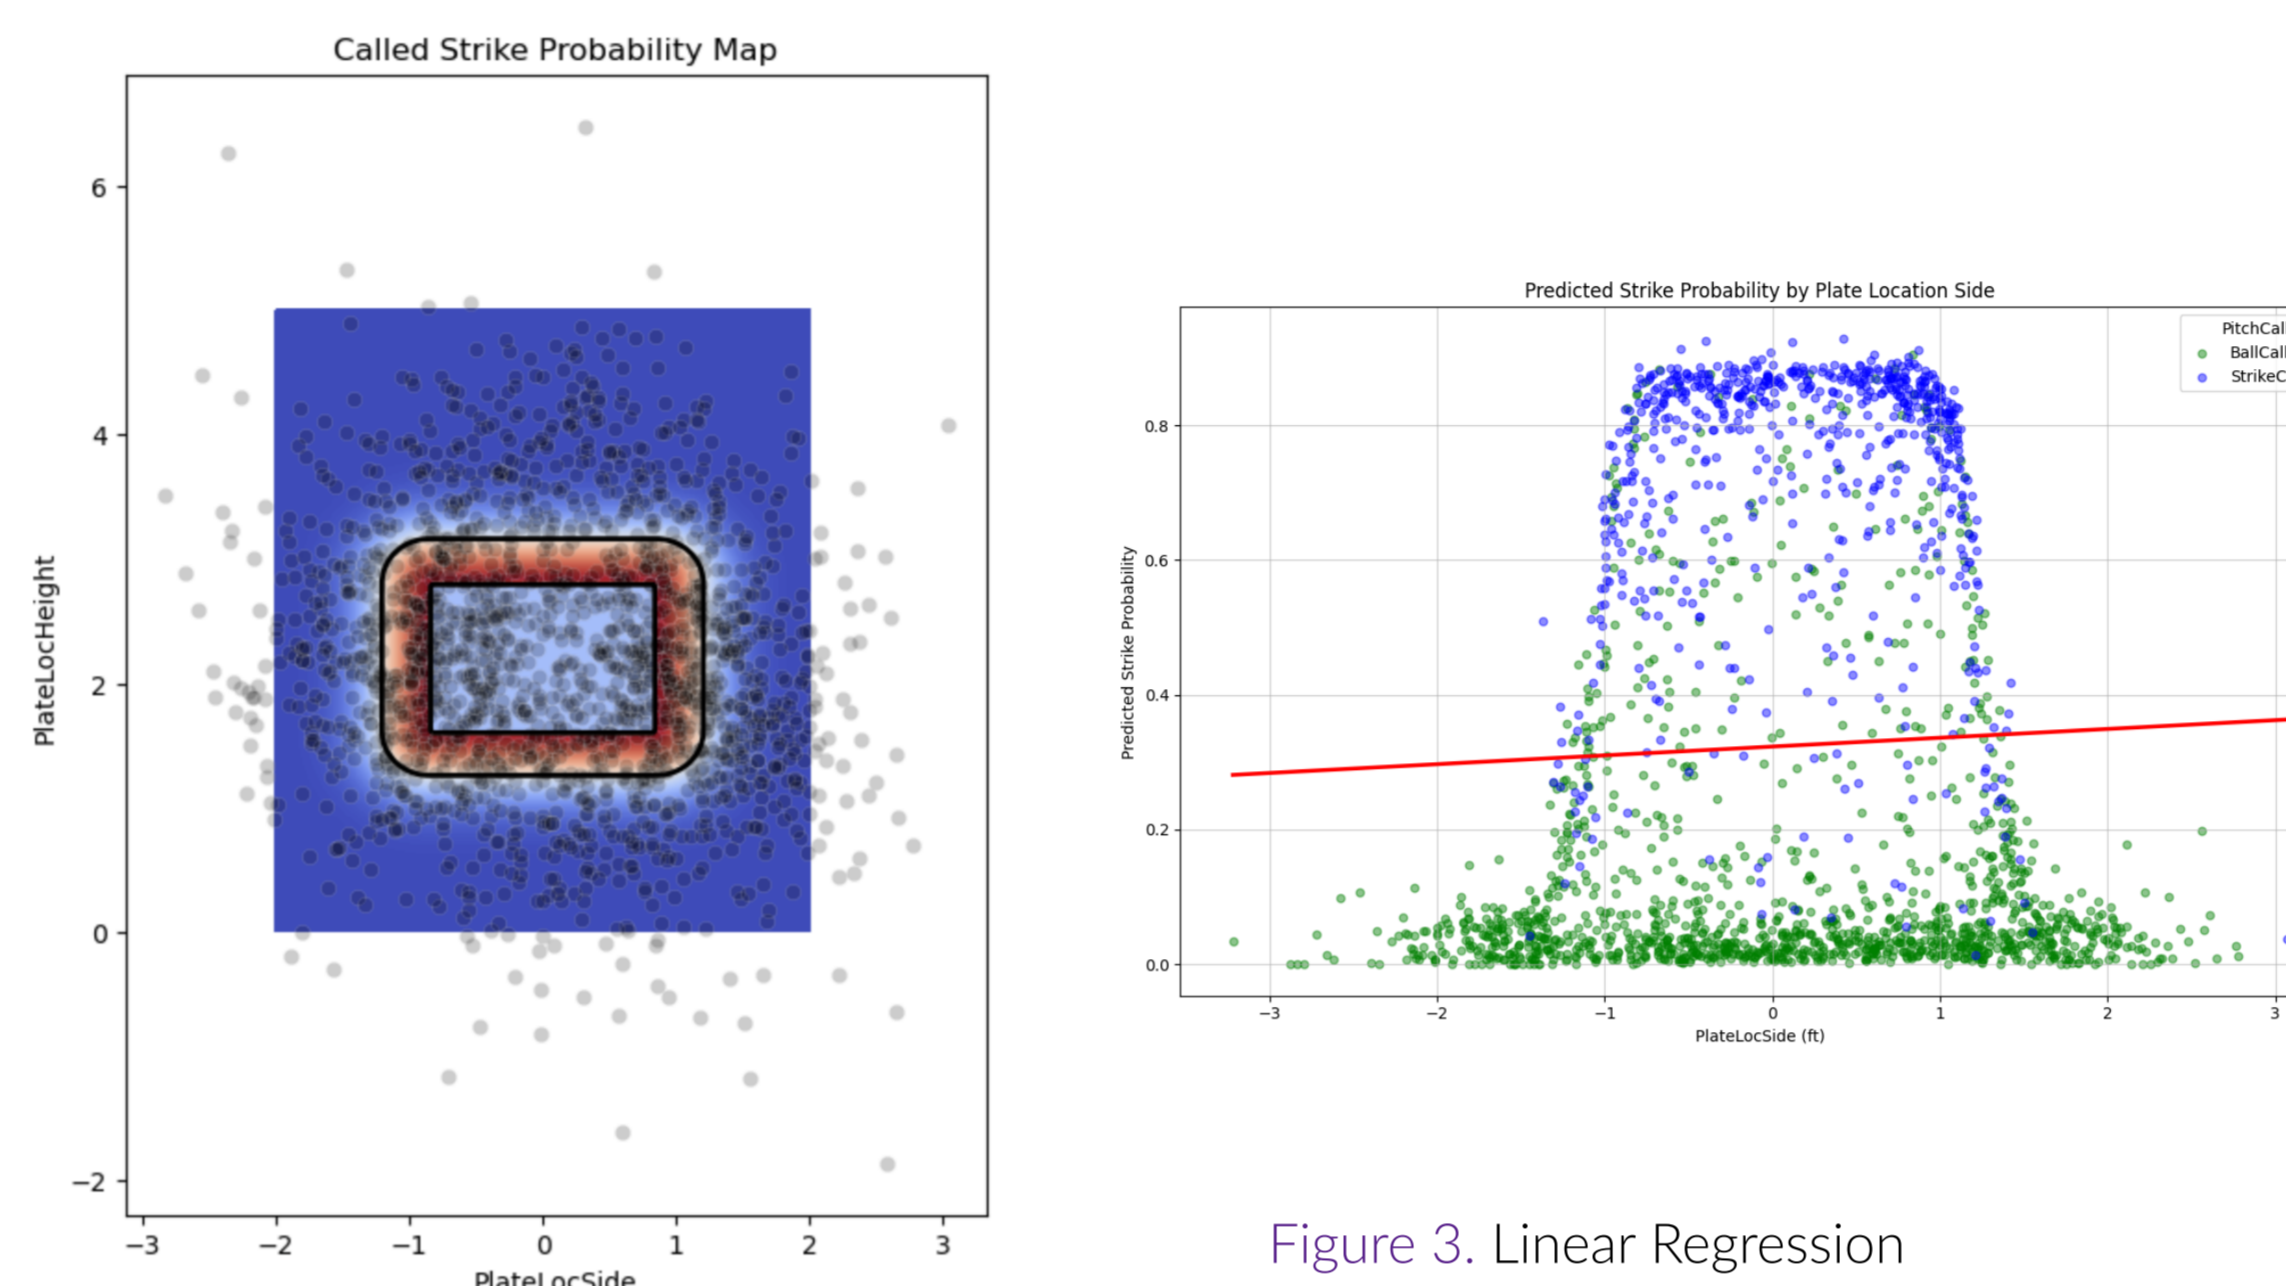 Called Strike Probability Map
6
4
2
0
−2
PlateLocHeight
−3 −2 −1 0 1 2 3
PlateLocSide
Predicted Strike Probability by Plate Location Side
PitchCall
BallCall
StrikeC
0.8
0.6
0.4
0.2
0.0
Predicted Strike Probability
−3 −2 −1 0 1 2 3
PlateLocSide (ft)
Figure 3. Linear Regression